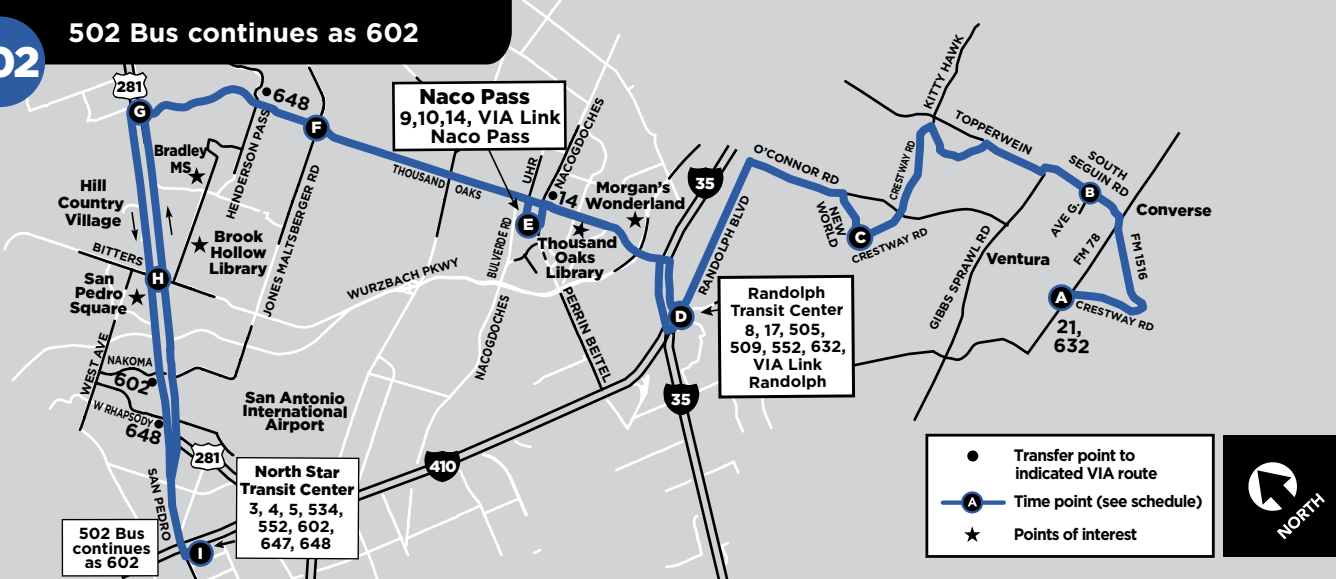 502 Bus continues as 602
02
281
G
648
F
Naco Pass
9,10,14, VIA Link
Naco Pass
UHR
NACOGDOCHES
14
THOUSAND OAKS
Bradley
MS
HENDERSON PASS
Hill
Country
Village
BITTERS
Brook
Hollow
Library
JONES MALTSBERGER RD
H
San
Pedro
Square
WEST AVE
NAKOMA
602
W RHAPSODY
648
281
SAN PEDRO
San Antonio
International
Airport
WURZBACH PKWY
BULVERDE RD
E
Thousand
Oaks
Library
Morgan's
Wonderland
NACOGDOCHES
PERRIN BEITEL
35
D
RANDOLPH BLVD
Randolph
Transit Center
8, 17, 505,
509, 552, 632,
VIA Link
Randolph
35
410
O'CONNOR RD
NEW
WORLD
C
CRESTWAY RD
CRESTWAY RD
KITTY HAWK
TOPPERWEIN
SOUTH
SEGUIN RD
B
AVE G.
Converse
FM 78
FM 1516
Ventura
GIBBS SPRAWL RD
A
CRESTWAY RD
21,
632
North Star
Transit Center
3, 4, 5, 534,
552, 602,
647, 648
502 Bus
continues
as 602
I
Transfer point to
indicated VIA route
A
Time point (see schedule)
Points of interest
NORTH